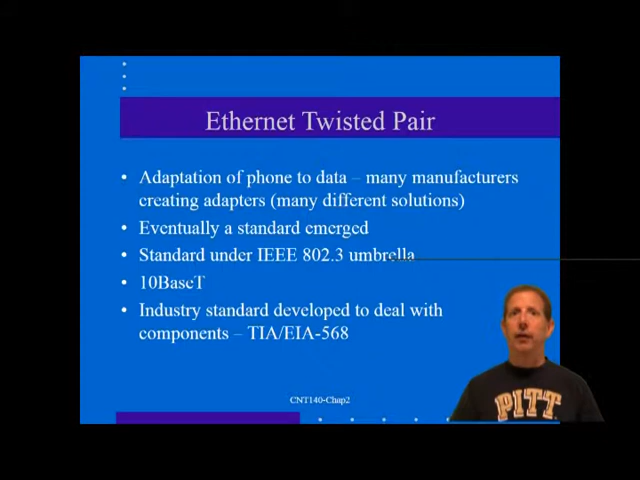 Ethernet Twisted Pair
• Adaptation of phone to data – many manufacturers
creating adapters (many different solutions)
• Eventually a standard emerged
• Standard under IEEE 802.3 umbrella
• 10BaseT
• Industry standard developed to deal with
components – TIA/EIA-568
PITT
CNT140-Chap2